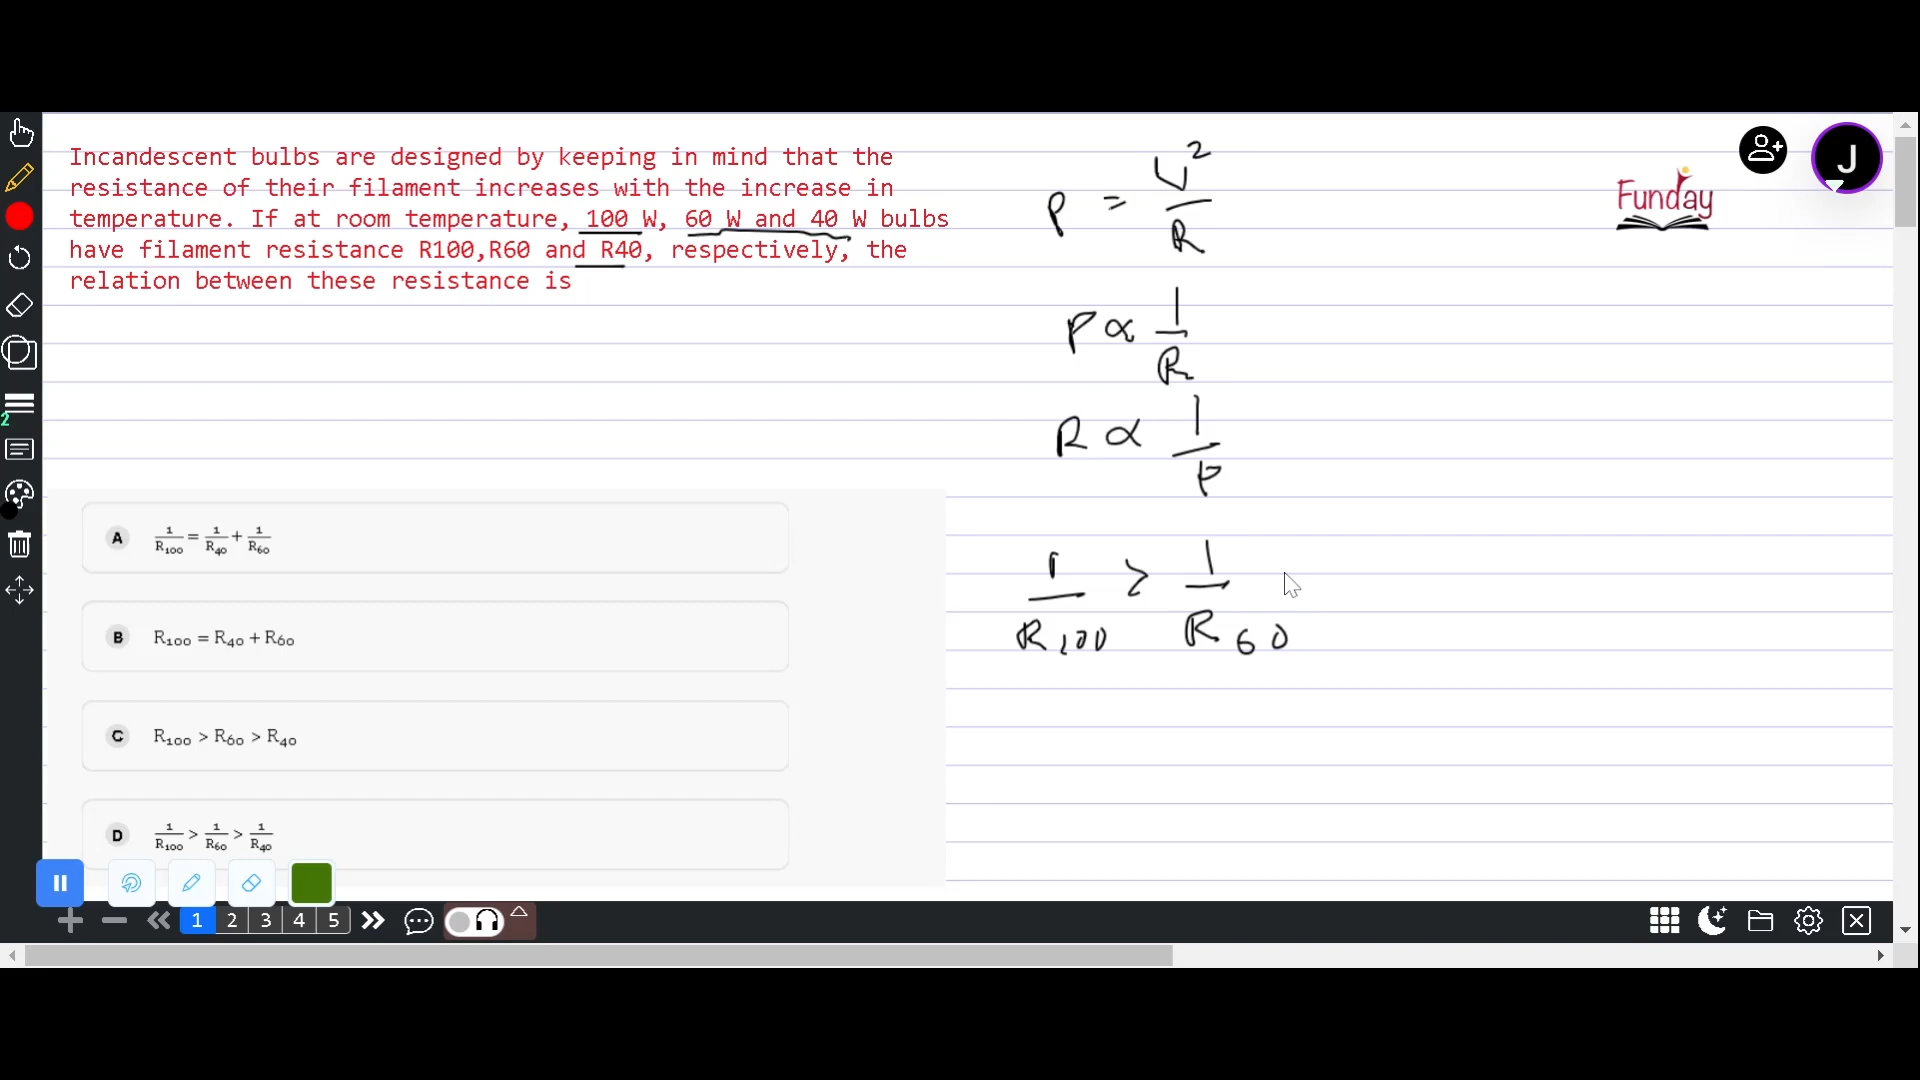 Incandescent bulbs are designed by keeping in mind that the
resistance of their filament increases with the increase in
temperature. If at room temperature, 100 W, 60 W and 40 W bulbs
have filament resistance R100,R60 and R40, respectively, the
relation between these resistance is
A 1/R₁₀₀ = 1/R₄₀ + 1/R₆₀
B R₁₀₀ = R₄₀ + R₆₀
C R₁₀₀ > R₆₀ > R₄₀
D 1/R₁₀₀ > 1/R₆₀ > 1/R₄₀
P = V²/R
P ∝ 1/R
R ∝ 1/P
1/R₁₀₀ > 1/R₆₀
Funday
J
2
1 2 3 4 5